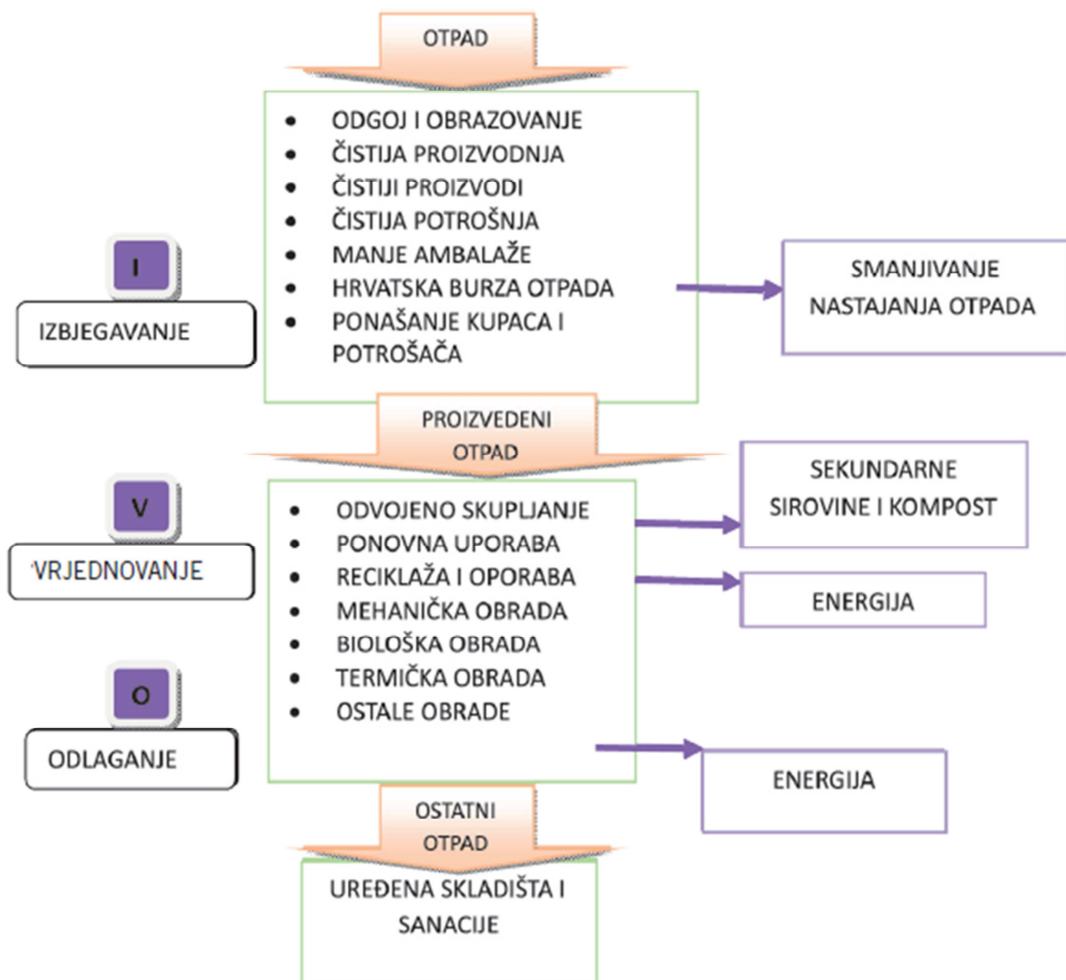 OTPAD
• ODGOJ I OBRAZOVANJE
• ČISTIJA PROIZVODNJA
• ČISTIJI PROIZVODI
• ČISTIJA POTROŠNJA
• MANJE AMBALAŽE
• HRVATSKA BURZA OTPADA
• PONAŠANJE KUPACA I
POTROŠAČA
I
IZBJEGAVANJE
SMANJIVANJE
NASTAJANJA OTPADA
PROIZVEDENI
OTPAD
V
VRJEDNOVANJE
• ODVOJENO SKUPLJANJE
• PONOVNA UPORABA
• RECIKLAŽA I OPORABA
• MEHANIČKA OBRADA
• BIOLOŠKA OBRADA
• TERMIČKA OBRADA
• OSTALE OBRADE
SEKUNDARNE
SIROVINE I KOMPOST
ENERGIJA
O
ODLAGANJE
ENERGIJA
OSTATNI
OTPAD
UREĐENA SKLADIŠTA I
SANACIJE